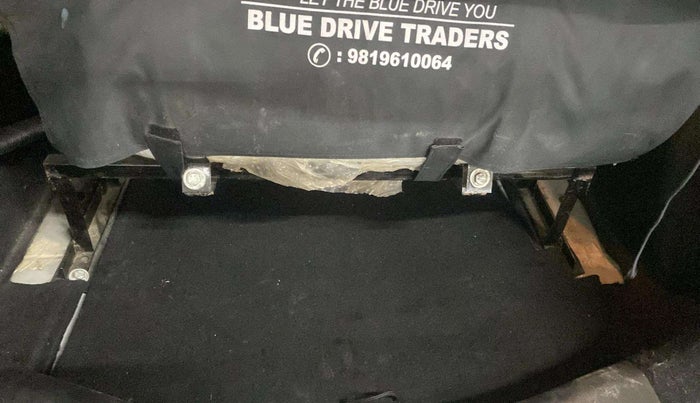 LET THE BLUE DRIVE YOU
BLUE DRIVE TRADERS
: 9819610064